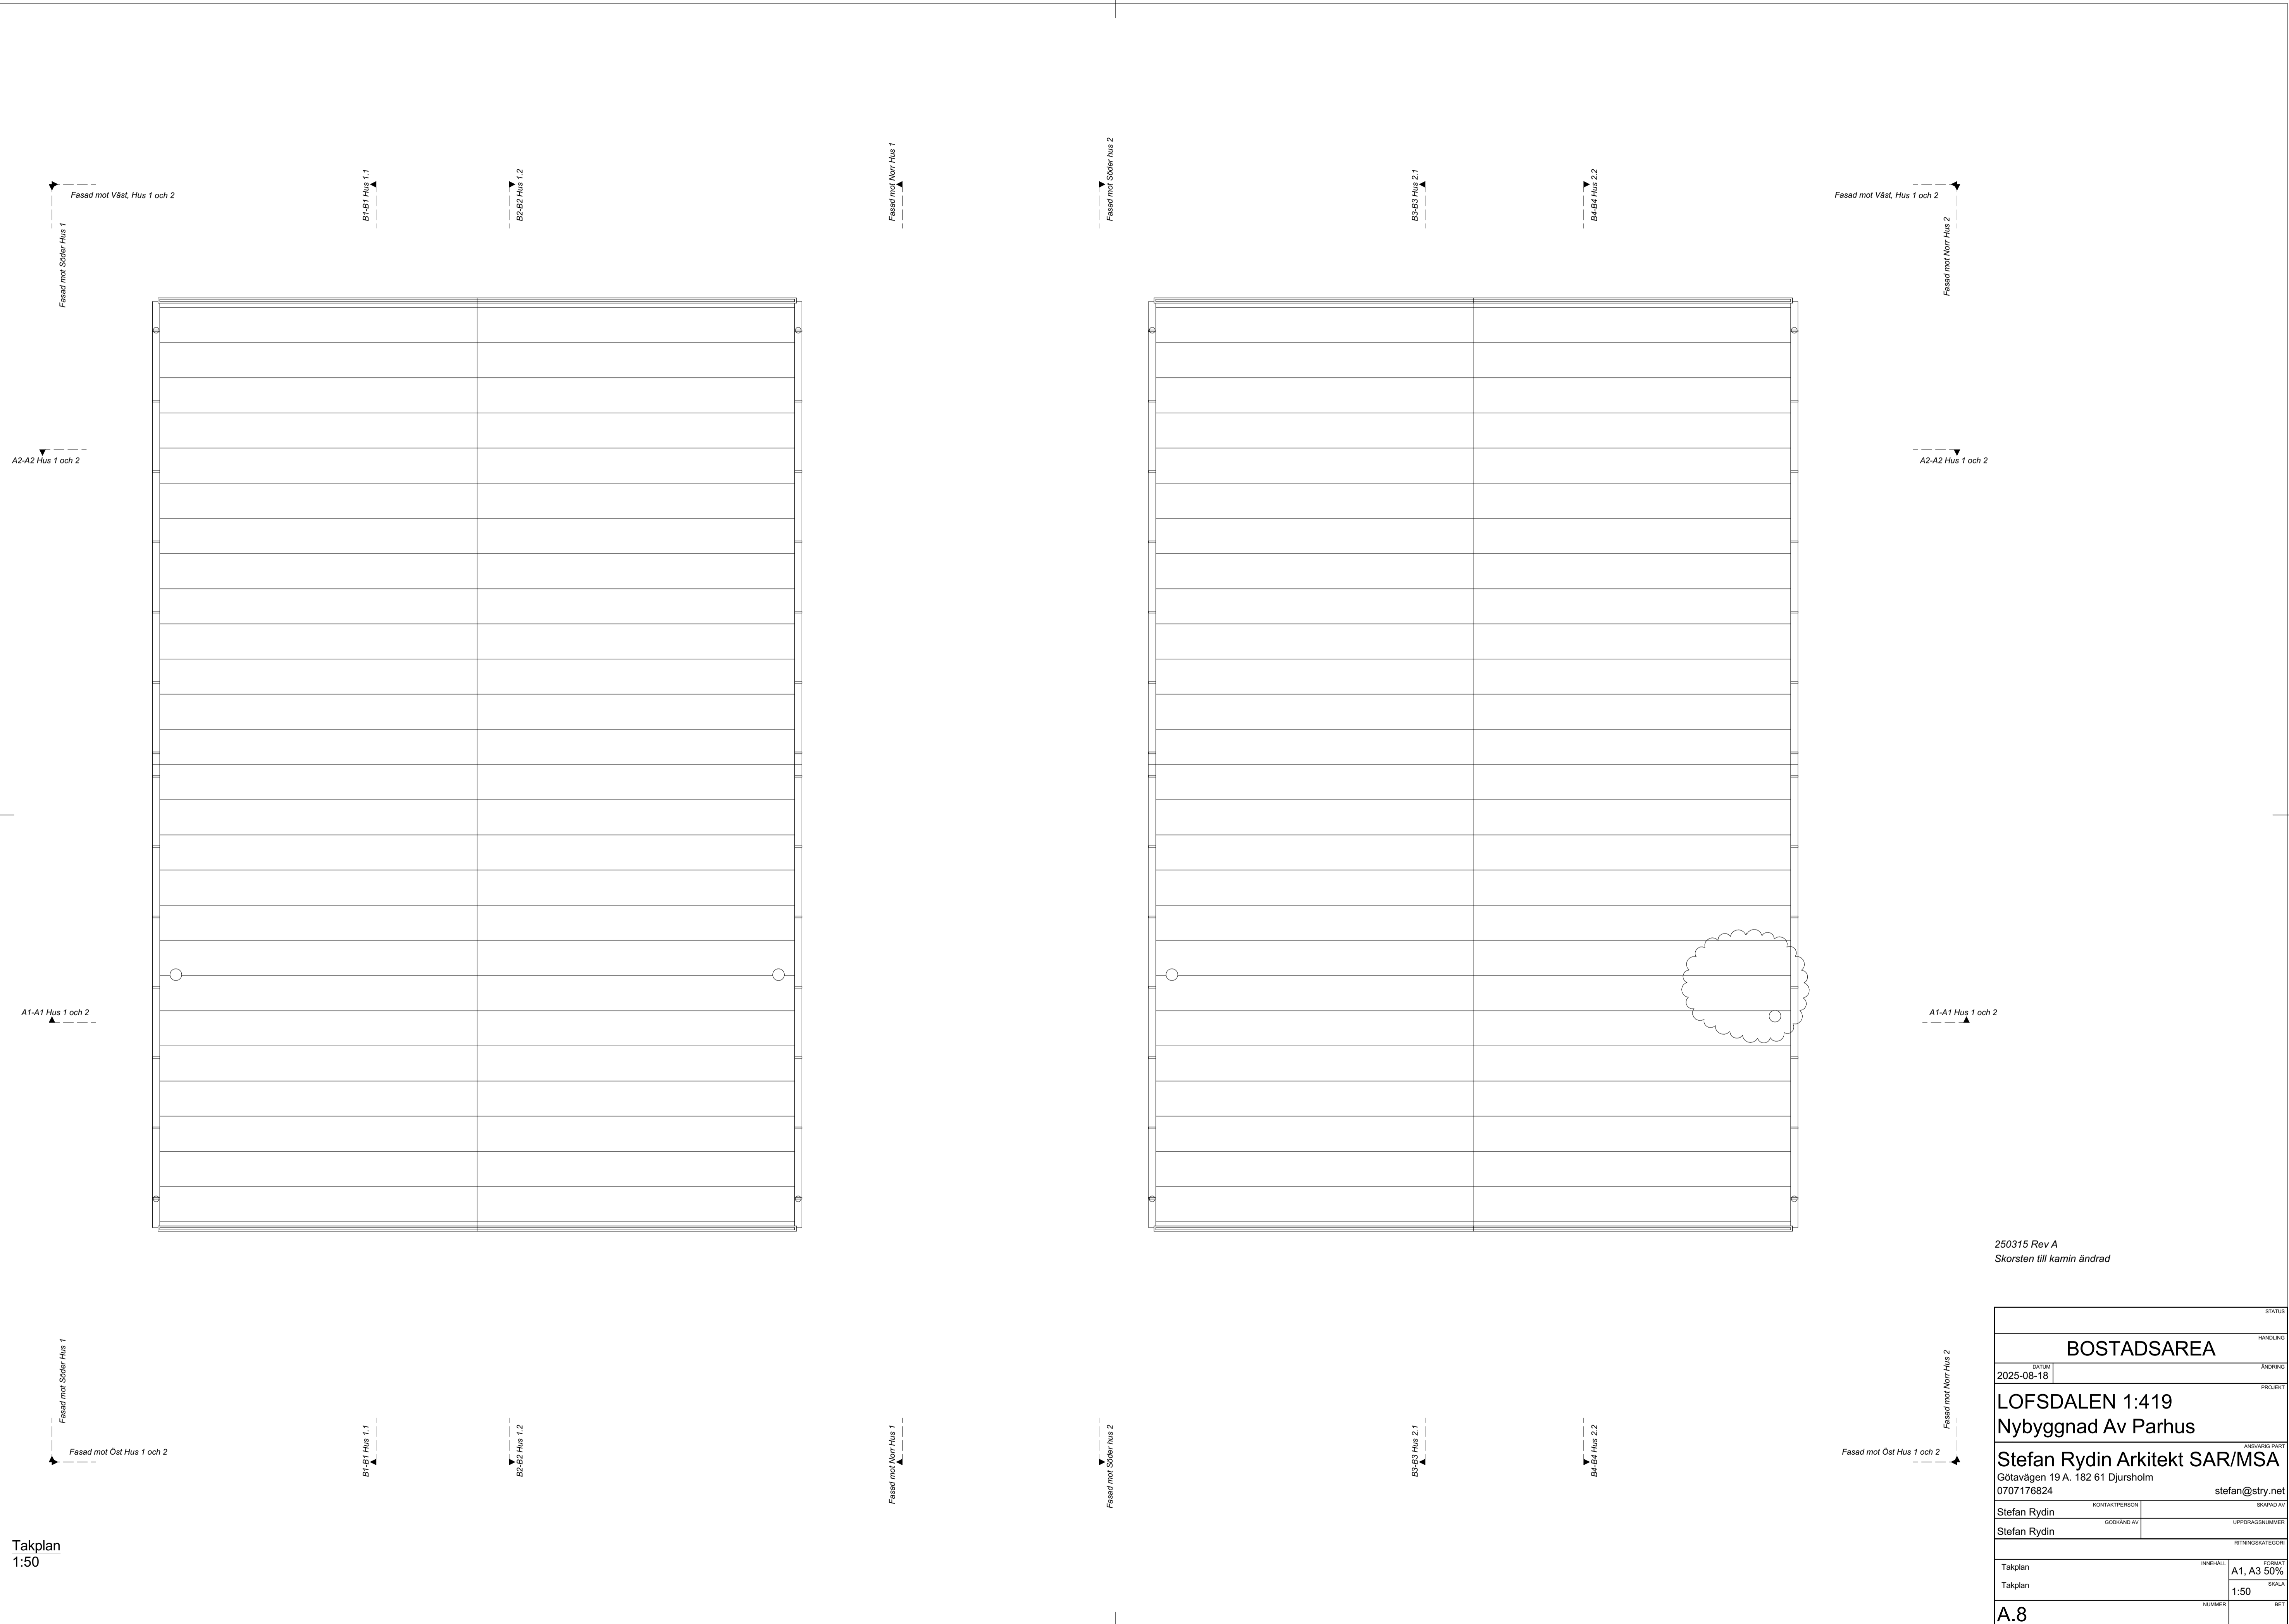 Fasad mot Norr Hus 1
Fasad mot Söder hus 2
B1-B1 Hus 1.1
B2-B2 Hus 1.2
B3-B3 Hus 2.1
B4-B4 Hus 2.2
Fasad mot Väst, Hus 1 och 2
Fasad mot Väst, Hus 1 och 2
Fasad mot Söder Hus 1
Fasad mot Norr Hus 2
A2-A2 Hus 1 och 2
A2-A2 Hus 1 och 2
A1-A1 Hus 1 och 2
A1-A1 Hus 1 och 2
250315 Rev A
Skorsten till kamin ändrad
Fasad mot Söder Hus 1
Fasad mot Norr Hus 2
Fasad mot Öst Hus 1 och 2
B1-B1 Hus 1.1
B2-B2 Hus 1.2
Fasad mot Norr Hus 1
Fasad mot Söder hus 2
B3-B3 Hus 2.1
B4-B4 Hus 2.2
Fasad mot Öst Hus 1 och 2
Takplan
1:50
STATUS
HANDLING
BOSTADSAREA
DATUM
ÄNDRING
2025-08-18
PROJEKT
LOFSDALEN 1:419
Nybyggnad Av Parhus
ANSVARIG PART
Stefan Rydin Arkitekt SAR/MSA
Götavägen 19 A. 182 61 Djursholm
0707176824 stefan@stry.net
KONTAKTPERSON SKAPAD AV
Stefan Rydin
GODKÄND AV UPPDRAGSNUMMER
Stefan Rydin
RITNINGSKATEGORI
INNEHÅLL FORMAT
Takplan A1, A3 50%
Takplan SKALA
1:50
NUMMER BET
A.8